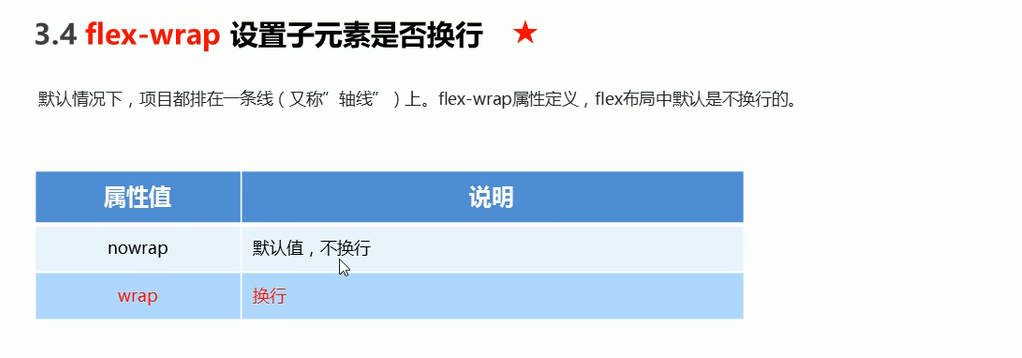 3.4 flex-wrap 设置子元素是否换行 ★
默认情况下，项目都排在一条线（又称”轴线”）上。flex-wrap属性定义，flex布局中默认是不换行的。
属性值 说明
nowrap 默认值，不换行
wrap 换行